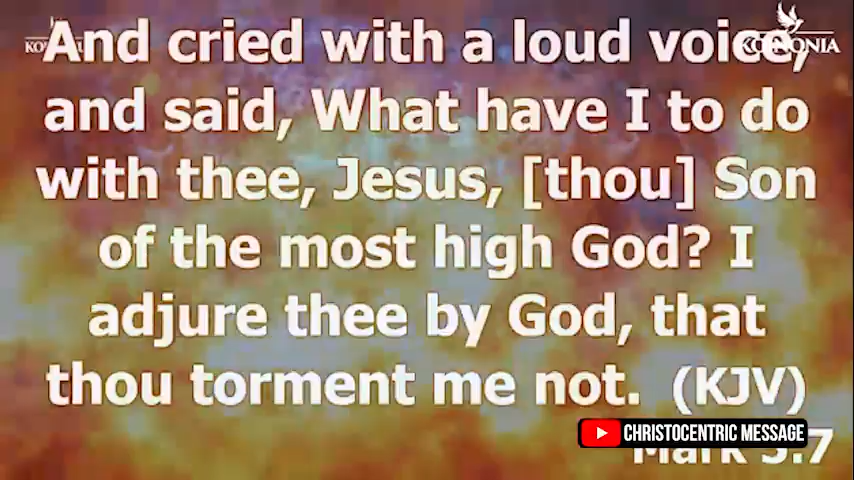 And cried with a loud voice,
and said, What have I to do
with thee, Jesus, [thou] Son
of the most high God? I
adjure thee by God, that
thou torment me not. (KJV)
CHRISTOCENTRIC MESSAGE
Mark 5:7